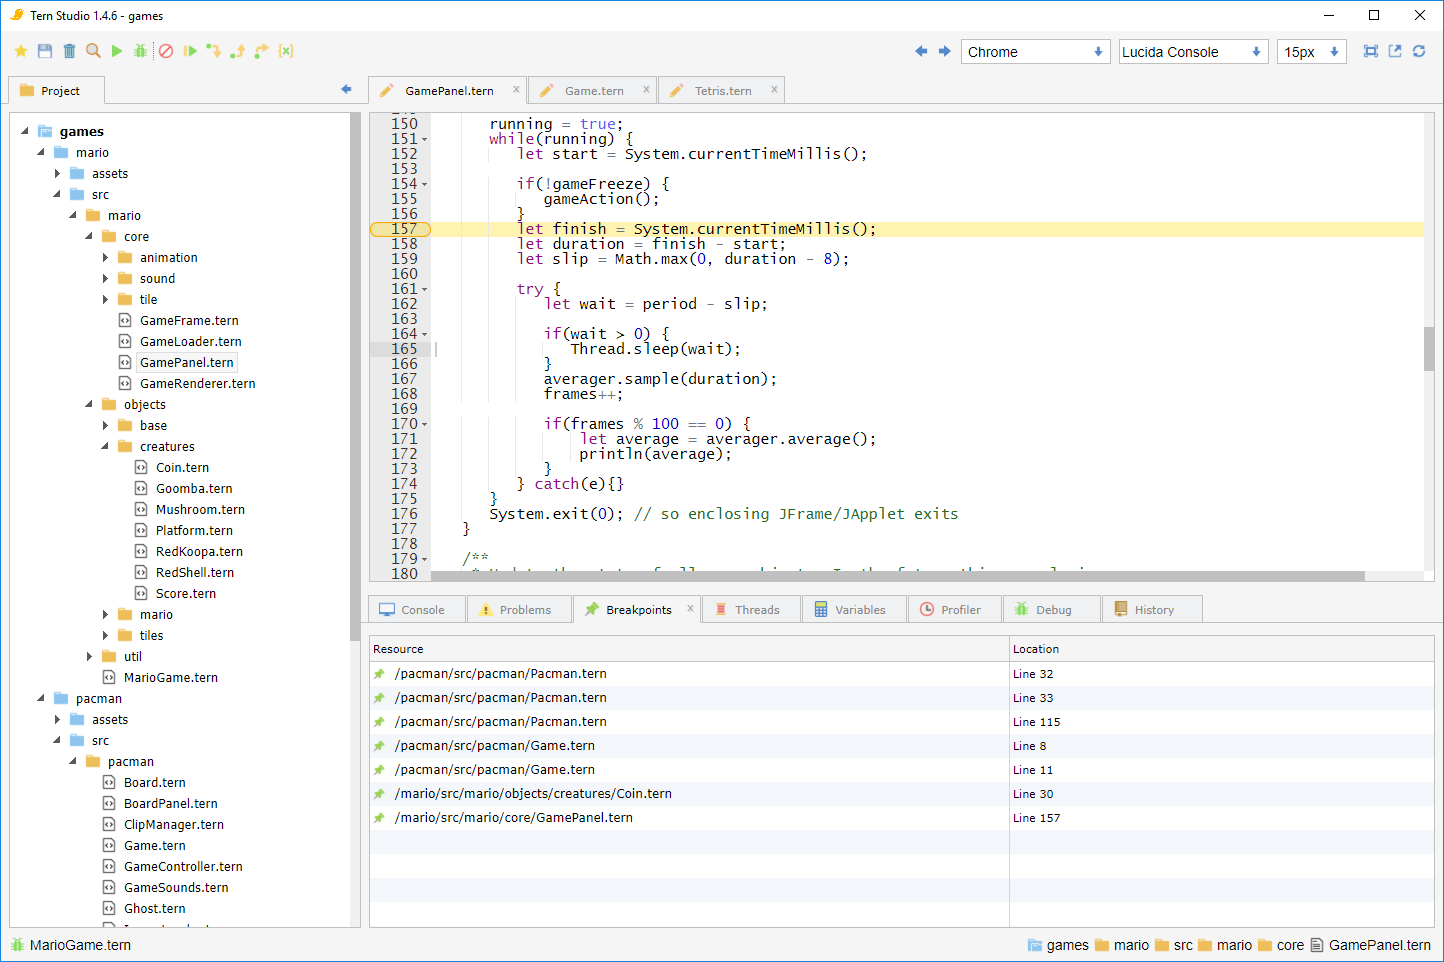 Tern Studio 1.4.6 - games
Chrome
Lucida Console
15px
Project
games
mario
assets
src
mario
core
animation
sound
tile
GameFrame.tern
GameLoader.tern
GamePanel.tern
GameRenderer.tern
objects
base
creatures
Coin.tern
Goomba.tern
Mushroom.tern
Platform.tern
RedKoopa.tern
RedShell.tern
Score.tern
mario
tiles
util
MarioGame.tern
pacman
assets
src
pacman
Board.tern
BoardPanel.tern
ClipManager.tern
Game.tern
GameController.tern
GameSounds.tern
Ghost.tern
GamePanel.tern x Game.tern x Tetris.tern x
150 running = true;
151 while(running) {
152 let start = System.currentTimeMillis();
153
154 if(!gameFreeze) {
155 gameAction();
156 }
157 let finish = System.currentTimeMillis();
158 let duration = finish - start;
159 let slip = Math.max(0, duration - 8);
160
161 try {
162 let wait = period - slip;
163
164 if(wait > 0) {
165 Thread.sleep(wait);
166 }
167 averager.sample(duration);
168 frames++;
169
170 if(frames % 100 == 0) {
171 let average = averager.average();
172 println(average);
173 }
174 } catch(e){}
175 }
176 System.exit(0); // so enclosing JFrame/JApplet exits
177 }
178
179 /**
180
Console Problems Breakpoints x Threads Variables Profiler Debug History
Resource Location
/pacman/src/pacman/Pacman.tern Line 32
/pacman/src/pacman/Pacman.tern Line 33
/pacman/src/pacman/Pacman.tern Line 115
/pacman/src/pacman/Game.tern Line 8
/pacman/src/pacman/Game.tern Line 11
/mario/src/mario/objects/creatures/Coin.tern Line 30
/mario/src/mario/core/GamePanel.tern Line 157
MarioGame.tern
games mario src mario core GamePanel.tern